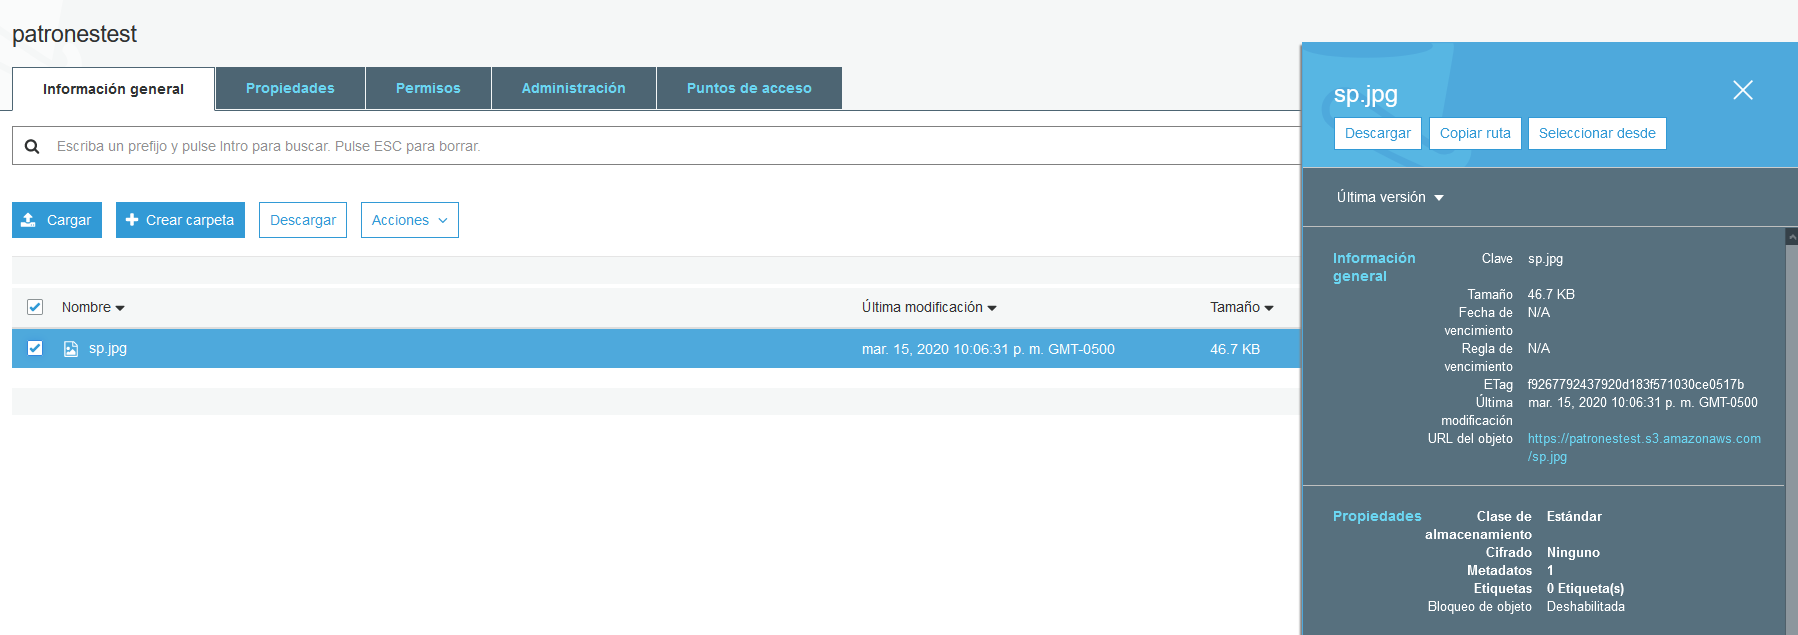 patronestest
Información general
Propiedades
Permisos
Administración
Puntos de acceso
Escriba un prefijo y pulse Intro para buscar. Pulse ESC para borrar.
Cargar
Crear carpeta
Descargar
Acciones
Nombre
Última modificación
Tamaño
sp.jpg
mar. 15, 2020 10:06:31 p. m. GMT-0500
46.7 KB
sp.jpg
Descargar
Copiar ruta
Seleccionar desde
Última versión
Información
general
Clave sp.jpg
Tamaño 46.7 KB
Fecha de N/A
vencimiento
Regla de N/A
vencimiento
ETag f9267792437920d183f571030ce0517b
Última mar. 15, 2020 10:06:31 p. m. GMT-0500
modificación
URL del objeto https://patronestest.s3.amazonaws.com
/sp.jpg
Propiedades
Clase de Estándar
almacenamiento
Cifrado Ninguno
Metadatos 1
Etiquetas 0 Etiqueta(s)
Bloqueo de objeto Deshabilitada